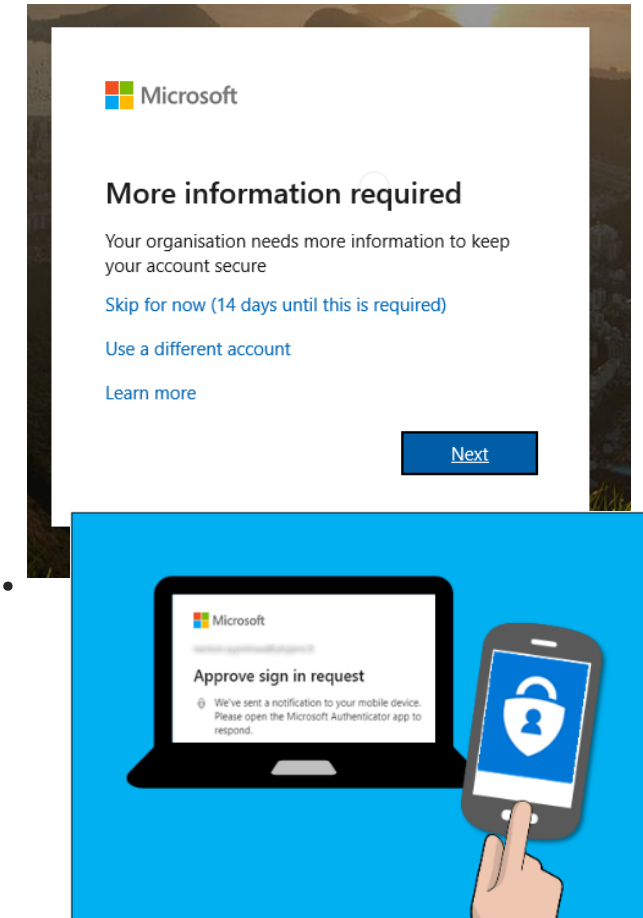 Microsoft
More information required
Your organisation needs more information to keep
your account secure
Skip for now (14 days until this is required)
Use a different account
Learn more
Next
Microsoft
Approve sign in request
We've sent a notification to your mobile device.
Please open the Microsoft Authenticator app to
respond.